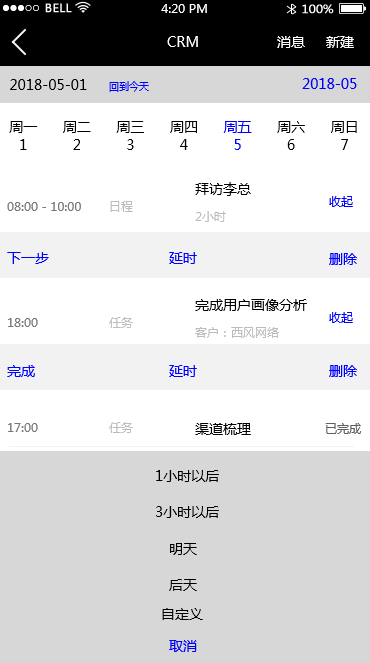 BELL 4:20 PM 100%
CRM 消息 新建
2018-05-01 回到今天 2018-05
周一 周二 周三 周四 周五 周六 周日
1 2 3 4 5 6 7
拜访李总
08:00 - 10:00 日程 收起
2小时
下一步 延时 删除
完成用户画像分析
18:00 任务 收起
客户：西风网络
完成 延时 删除
17:00 任务 渠道梳理 已完成
1小时以后
3小时以后
明天
后天
自定义
取消